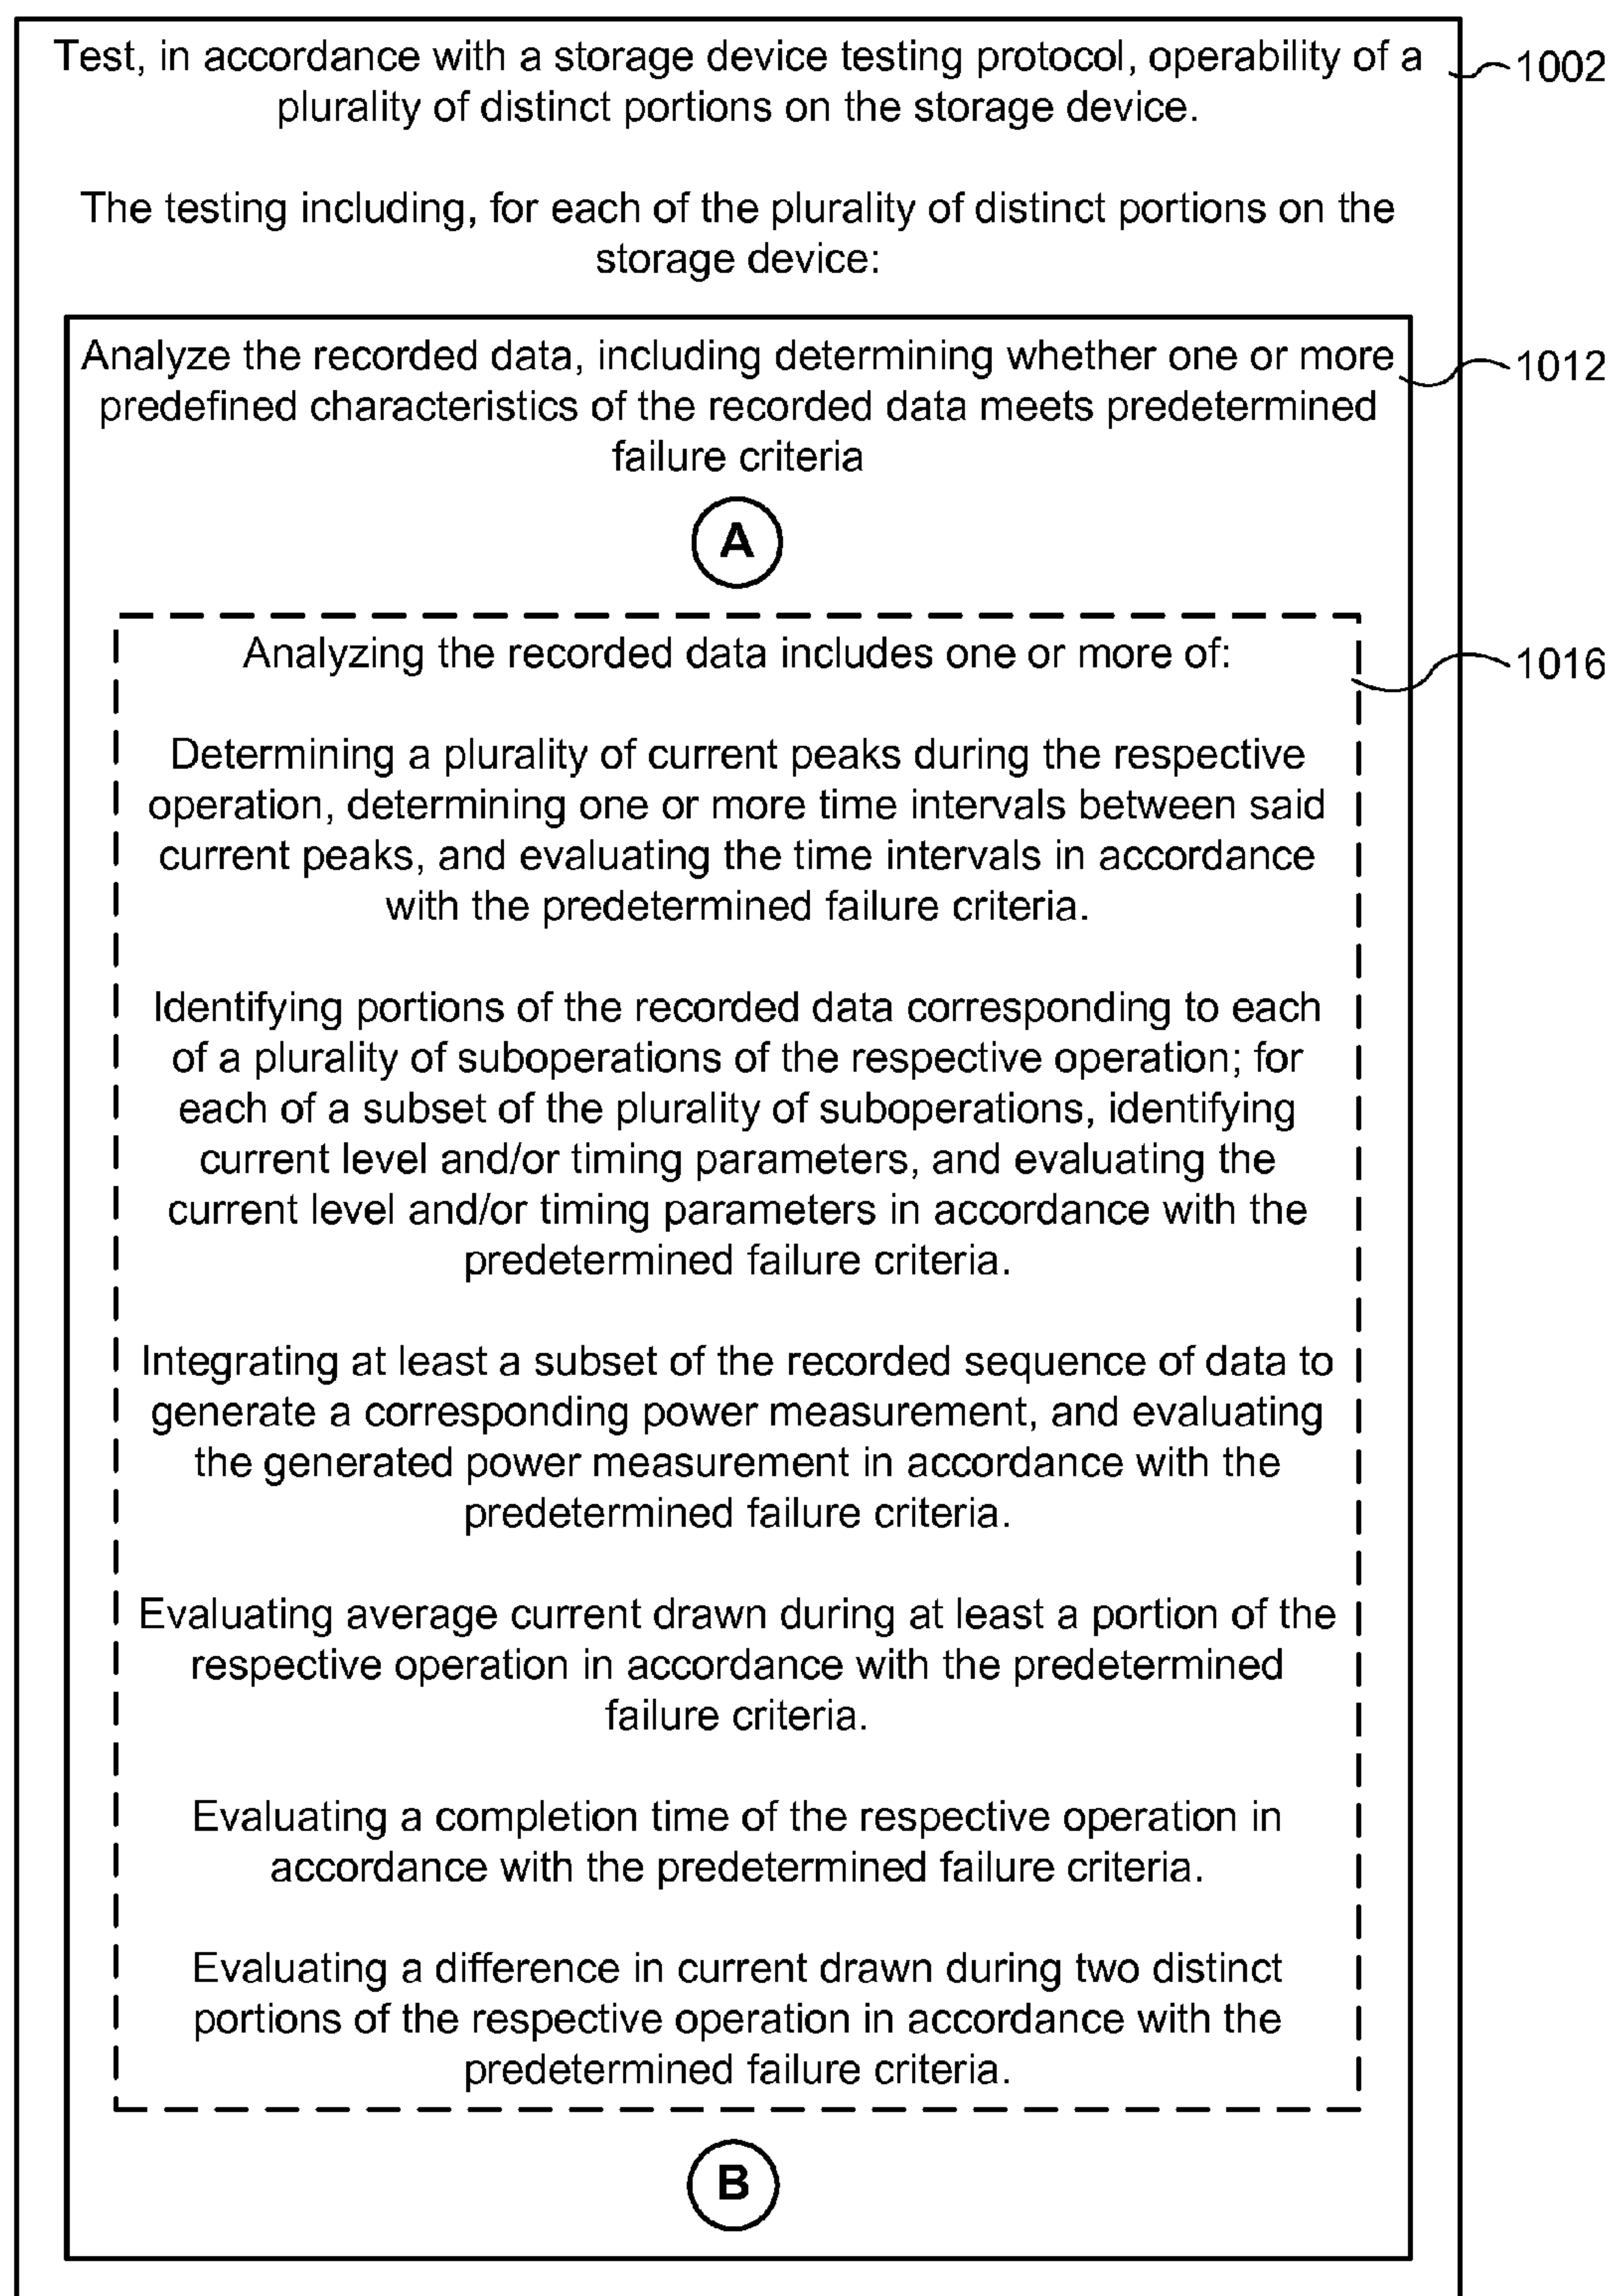 Test, in accordance with a storage device testing protocol, operability of a
1002
plurality of distinct portions on the storage device.
The testing including, for each of the plurality of distinct portions on the
storage device:
Analyze the recorded data, including determining whether one or more
1012
predefined characteristics of the recorded data meets predetermined
failure criteria
A
Analyzing the recorded data includes one or more of:
1016
Determining a plurality of current peaks during the respective
operation, determining one or more time intervals between said
current peaks, and evaluating the time intervals in accordance
with the predetermined failure criteria.
Identifying portions of the recorded data corresponding to each
of a plurality of suboperations of the respective operation; for
each of a subset of the plurality of suboperations, identifying
current level and/or timing parameters, and evaluating the
current level and/or timing parameters in accordance with the
predetermined failure criteria.
Integrating at least a subset of the recorded sequence of data to
generate a corresponding power measurement, and evaluating
the generated power measurement in accordance with the
predetermined failure criteria.
Evaluating average current drawn during at least a portion of the
respective operation in accordance with the predetermined
failure criteria.
Evaluating a completion time of the respective operation in
accordance with the predetermined failure criteria.
Evaluating a difference in current drawn during two distinct
portions of the respective operation in accordance with the
predetermined failure criteria.
B